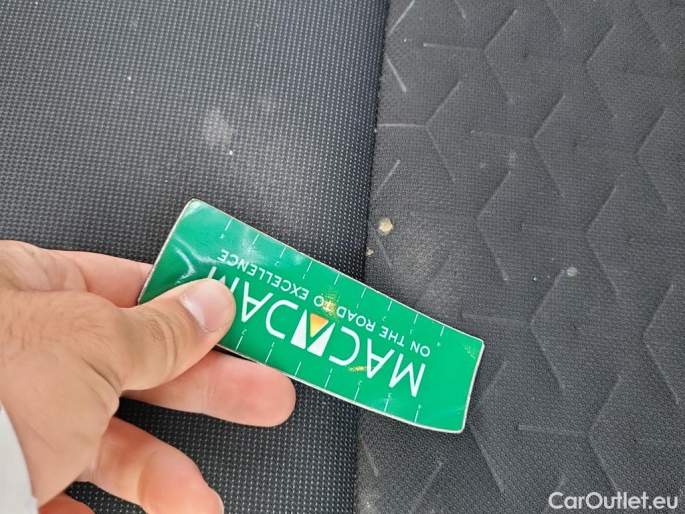 MACADAM
ON THE ROAD TO EXCELLENCE
CarOutlet.eu